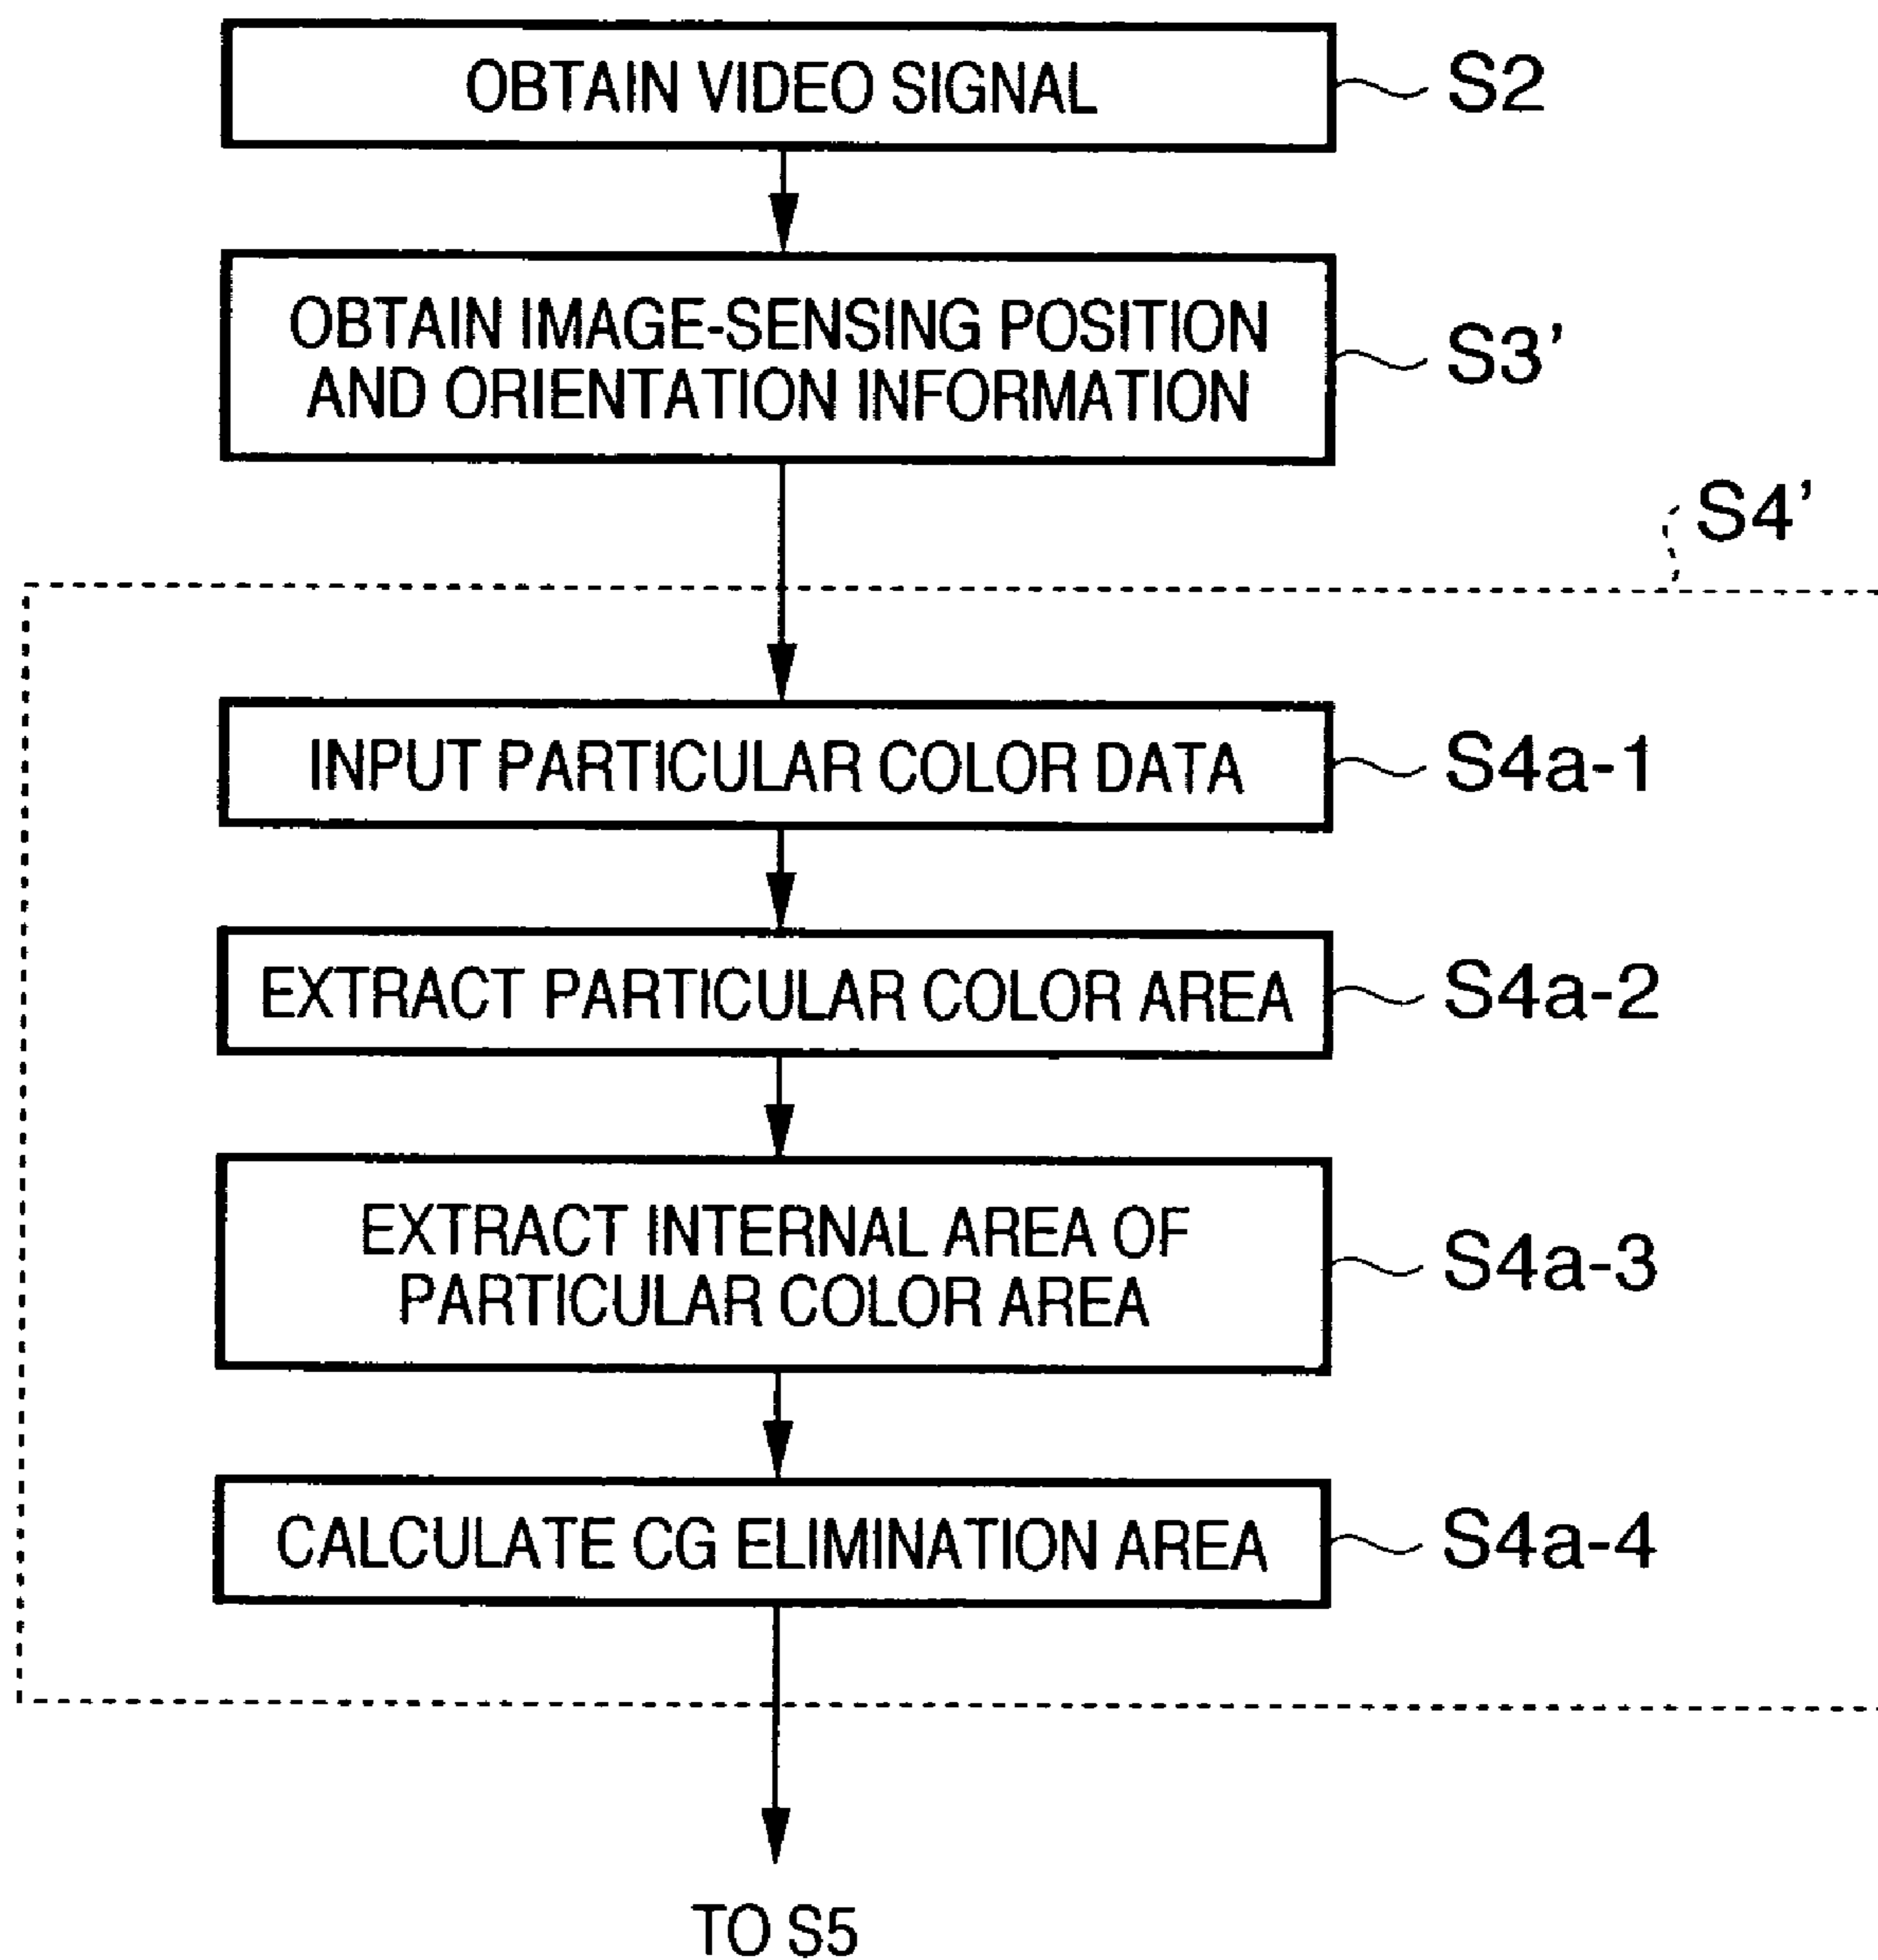 OBTAIN VIDEO SIGNAL
S2
OBTAIN IMAGE-SENSING POSITION
AND ORIENTATION INFORMATION
S3'
S4'
INPUT PARTICULAR COLOR DATA
S4a-1
EXTRACT PARTICULAR COLOR AREA
S4a-2
EXTRACT INTERNAL AREA OF
PARTICULAR COLOR AREA
S4a-3
CALCULATE CG ELIMINATION AREA
S4a-4
TO S5